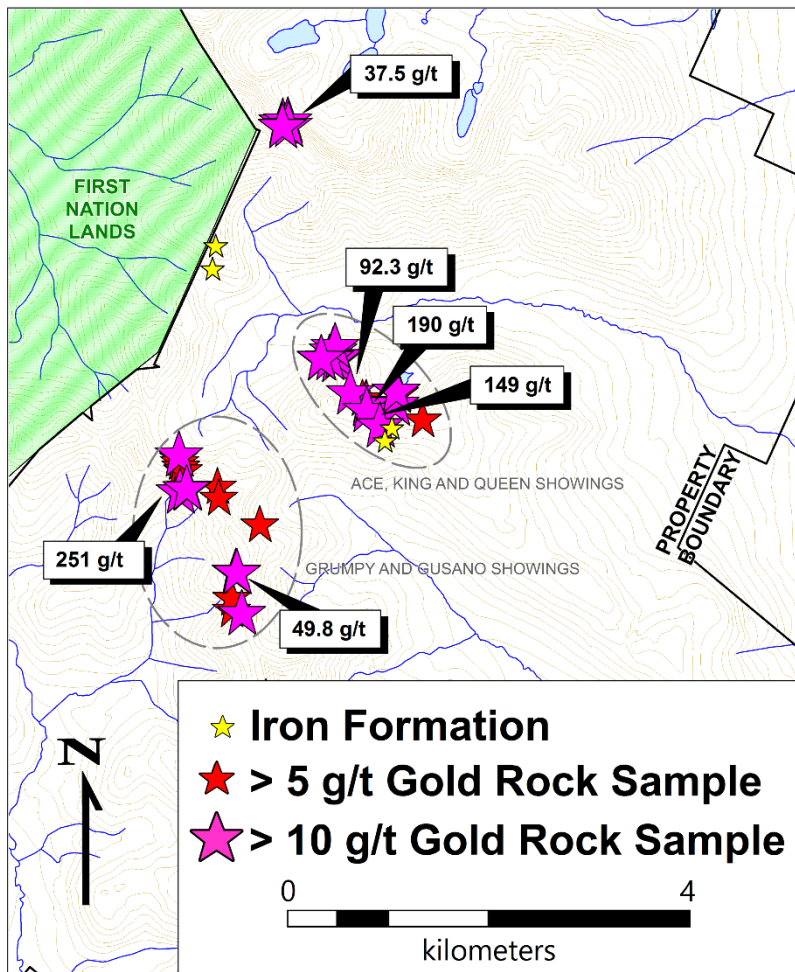 37.5 g/t
FIRST
NATION
LANDS
92.3 g/t
190 g/t
149 g/t
ACE, KING AND QUEEN SHOWINGS
PROPERTY
BOUNDARY
251 g/t
GRUMPY AND GUSANO SHOWINGS
49.8 g/t
N
Iron Formation
> 5 g/t Gold Rock Sample
> 10 g/t Gold Rock Sample
0 4
kilometers